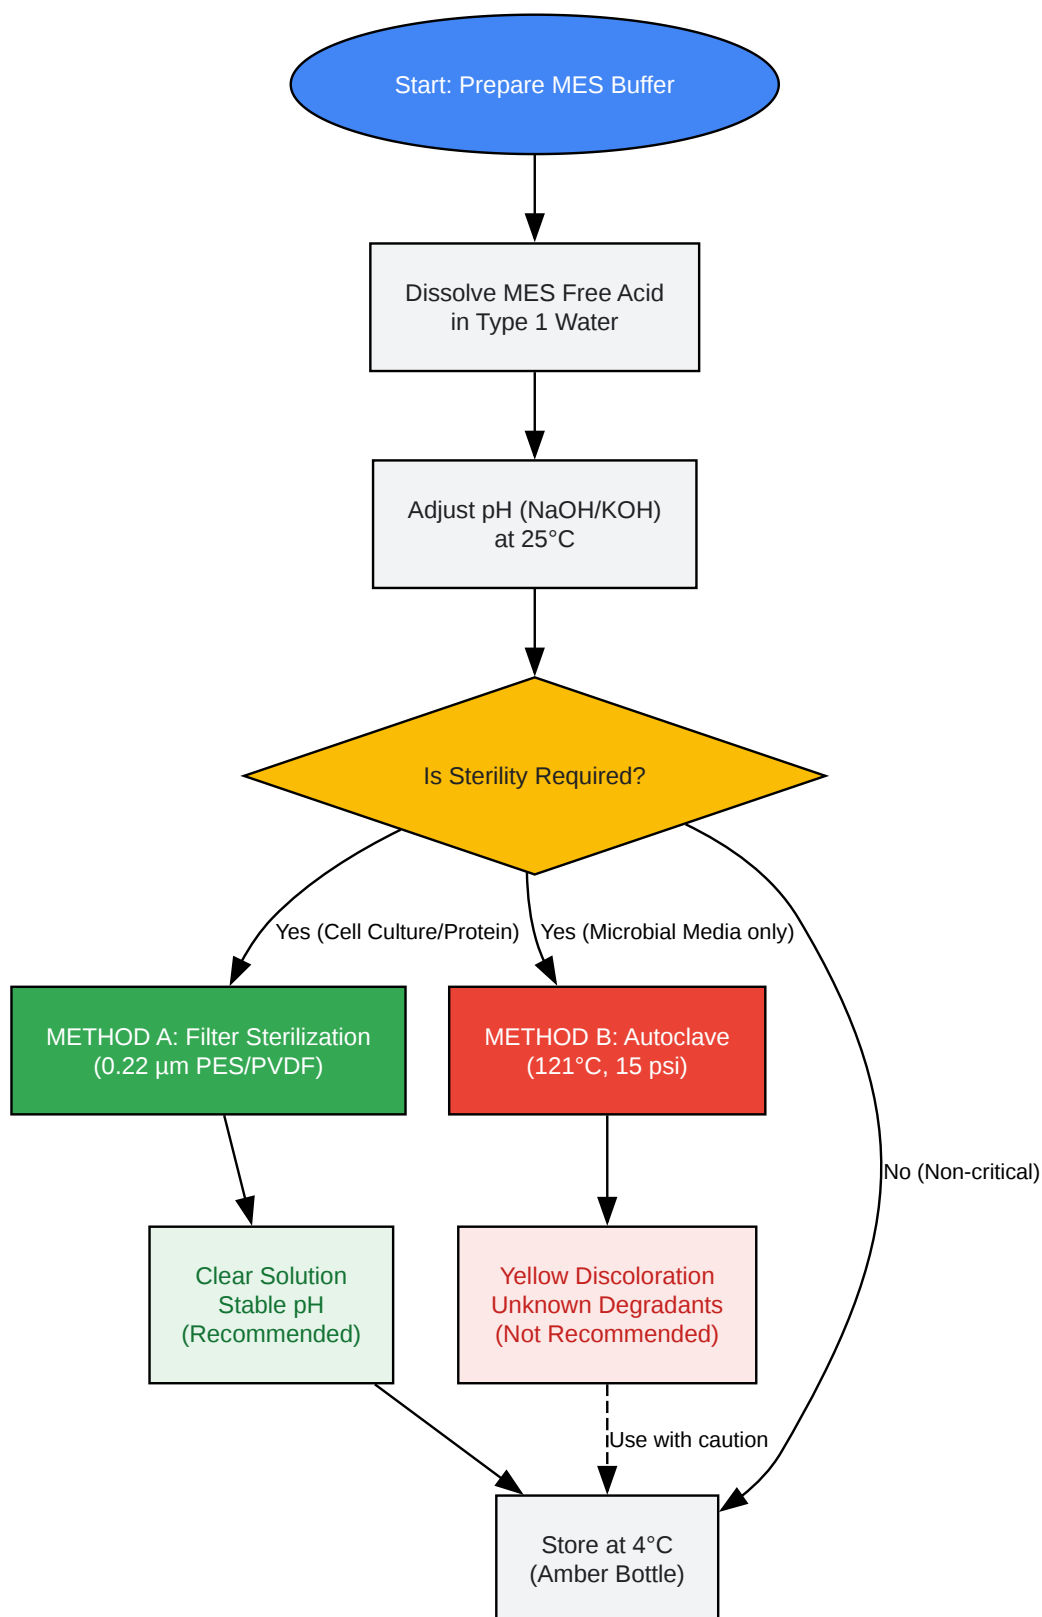 Start: Prepare MES Buffer
Dissolve MES Free Acid
in Type 1 Water
Adjust pH (NaOH/KOH)
at 25°C
Is Sterility Required?
Yes (Cell Culture/Protein)
Yes (Microbial Media only)
METHOD A: Filter Sterilization
(0.22 µm PES/PVDF)
METHOD B: Autoclave
(121°C, 15 psi)
No (Non-critical)
Clear Solution
Stable pH
(Recommended)
Yellow Discoloration
Unknown Degradants
(Not Recommended)
Use with caution
Store at 4°C
(Amber Bottle)